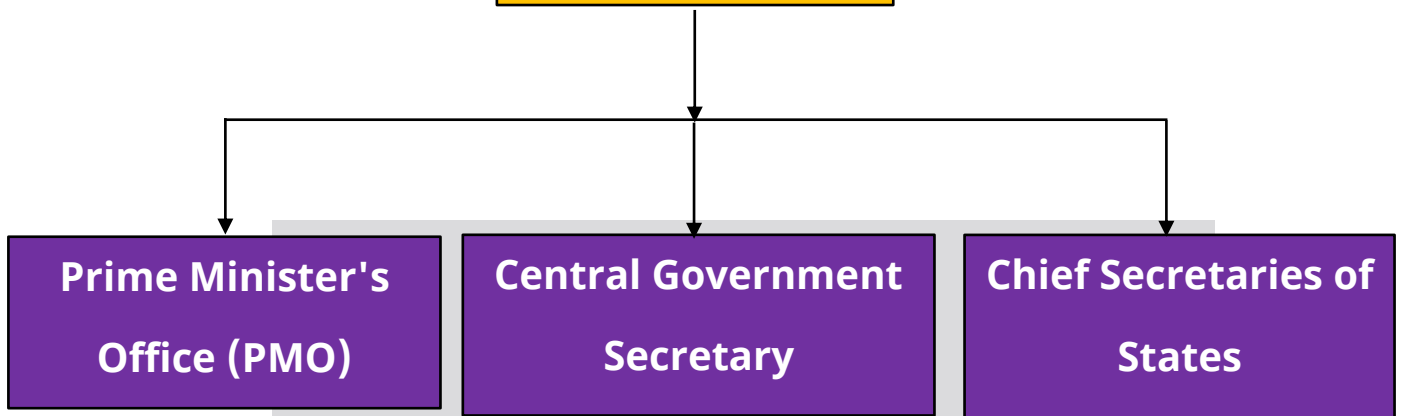 Prime Minister's
Office (PMO)
Central Government
Secretary
Chief Secretaries of
States